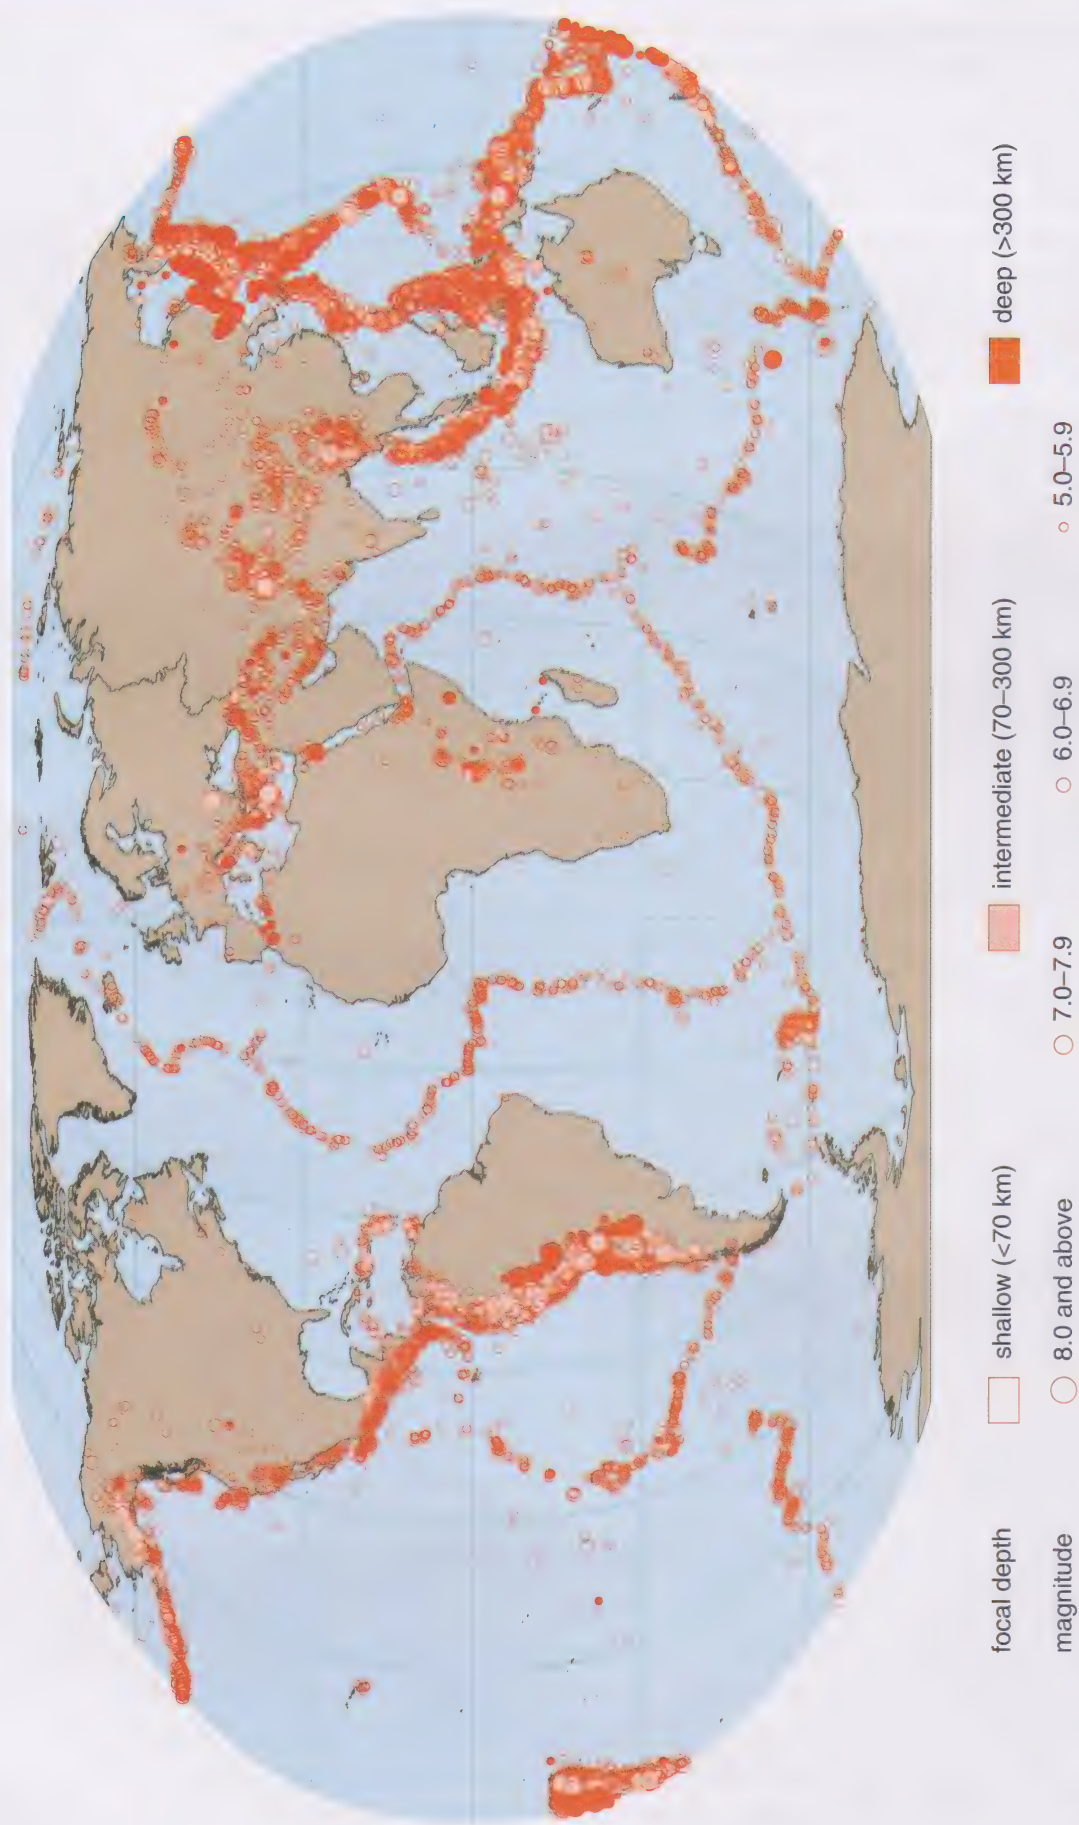 focal depth shallow (<70 km) intermediate (70–300 km) deep (>300 km)
magnitude 8.0 and above 7.0–7.9 6.0–6.9 5.0–5.9